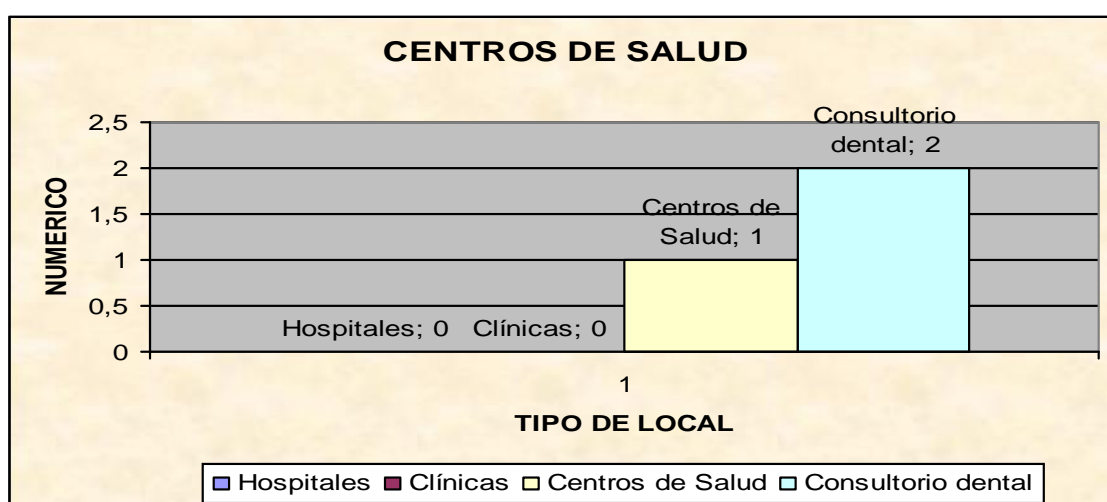 CENTROS DE SALUD
NUMERICO
2,5
2
1,5
1
0,5
0
Hospitales; 0
Clínicas; 0
Centros de
Salud; 1
Consultorio
dental; 2
1
TIPO DE LOCAL
Hospitales Clínicas Centros de Salud Consultorio dental